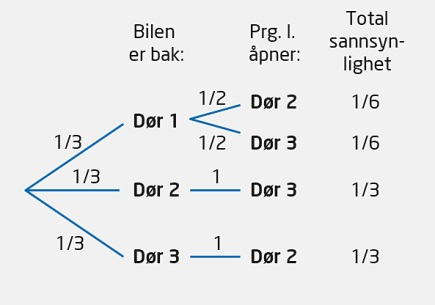 Bilen
er bak:
Prg. l.
åpner:
Total
sannsyn-
lighet
1/3
Dør 1
1/2
Dør 2
1/6
1/2
Dør 3
1/6
1/3
Dør 2
1
Dør 3
1/3
1/3
Dør 3
1
Dør 2
1/3